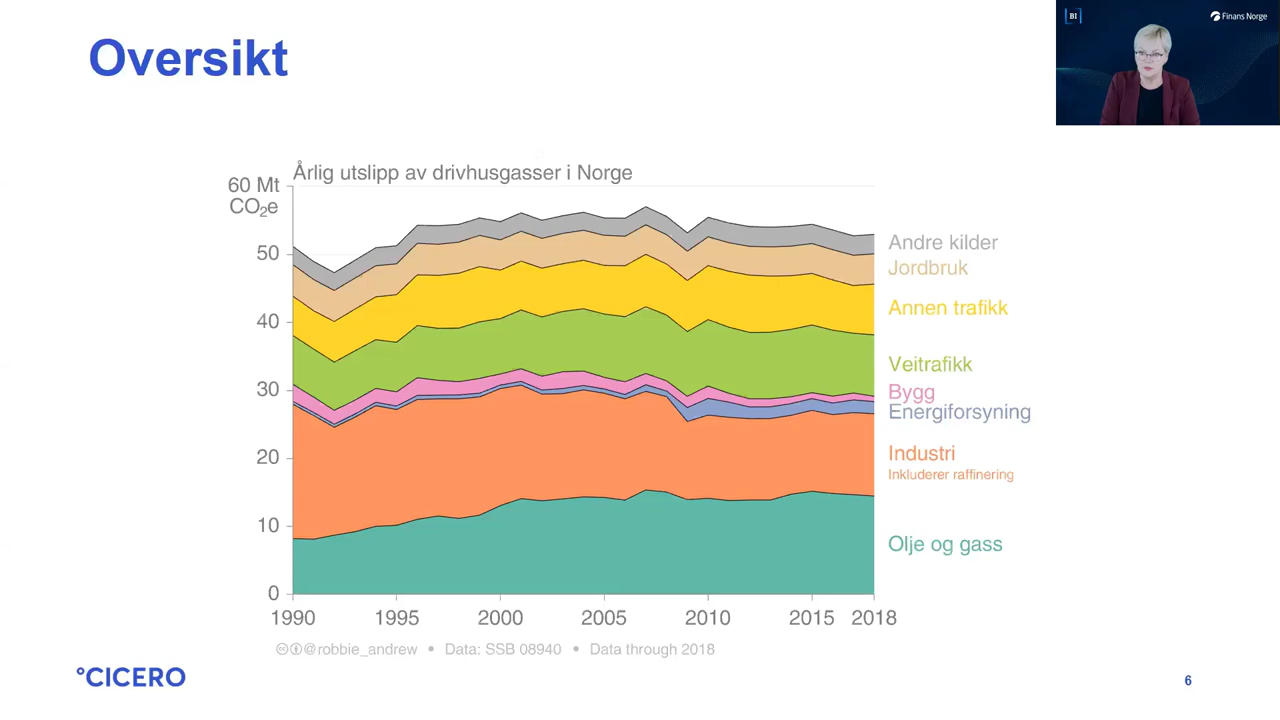 Oversikt
BI
Finans Norge
Årlig utslipp av drivhusgasser i Norge
60 Mt
CO₂e
50
40
30
20
10
0
1990
1995
2000
2005
2010
2015
2018
Andre kilder
Jordbruk
Annen trafikk
Veitrafikk
Bygg
Energiforsyning
Industri
Inkluderer raffinering
Olje og gass
@robbie_andrew • Data: SSB 08940 • Data through 2018
°CICERO
6